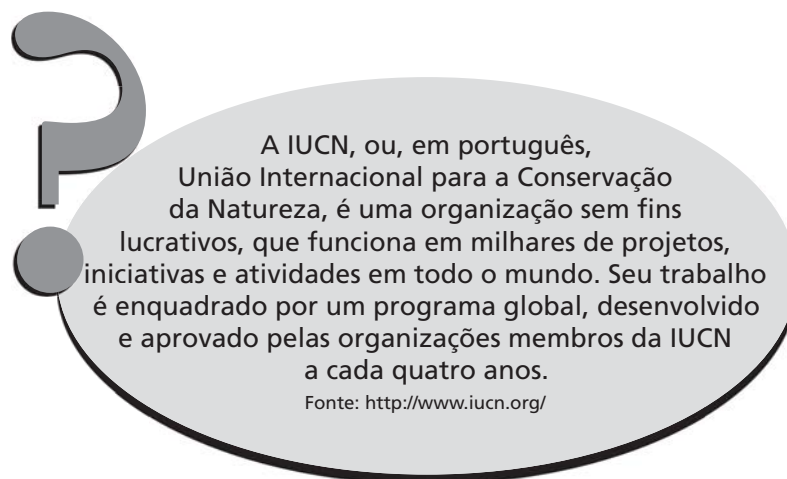 A IUCN, ou, em português,
União Internacional para a Conservação
da Natureza, é uma organização sem fins
lucrativos, que funciona em milhares de projetos,
iniciativas e atividades em todo o mundo. Seu trabalho
é enquadrado por um programa global, desenvolvido
e aprovado pelas organizações membros da IUCN
a cada quatro anos.
Fonte: http://www.iucn.org/